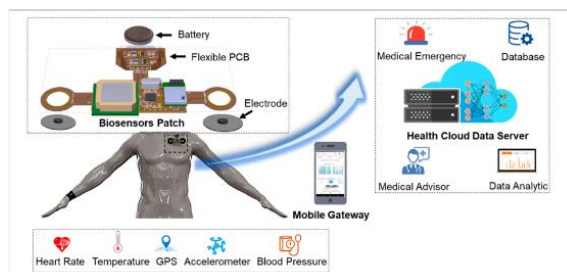 Battery
Flexible PCB
Electrode
Biosensors Patch
Mobile Gateway
Medical Emergency
Database
Health Cloud Data Server
Medical Advisor
Data Analytic
Heart Rate
Temperature
GPS
Accelerometer
Blood Pressure